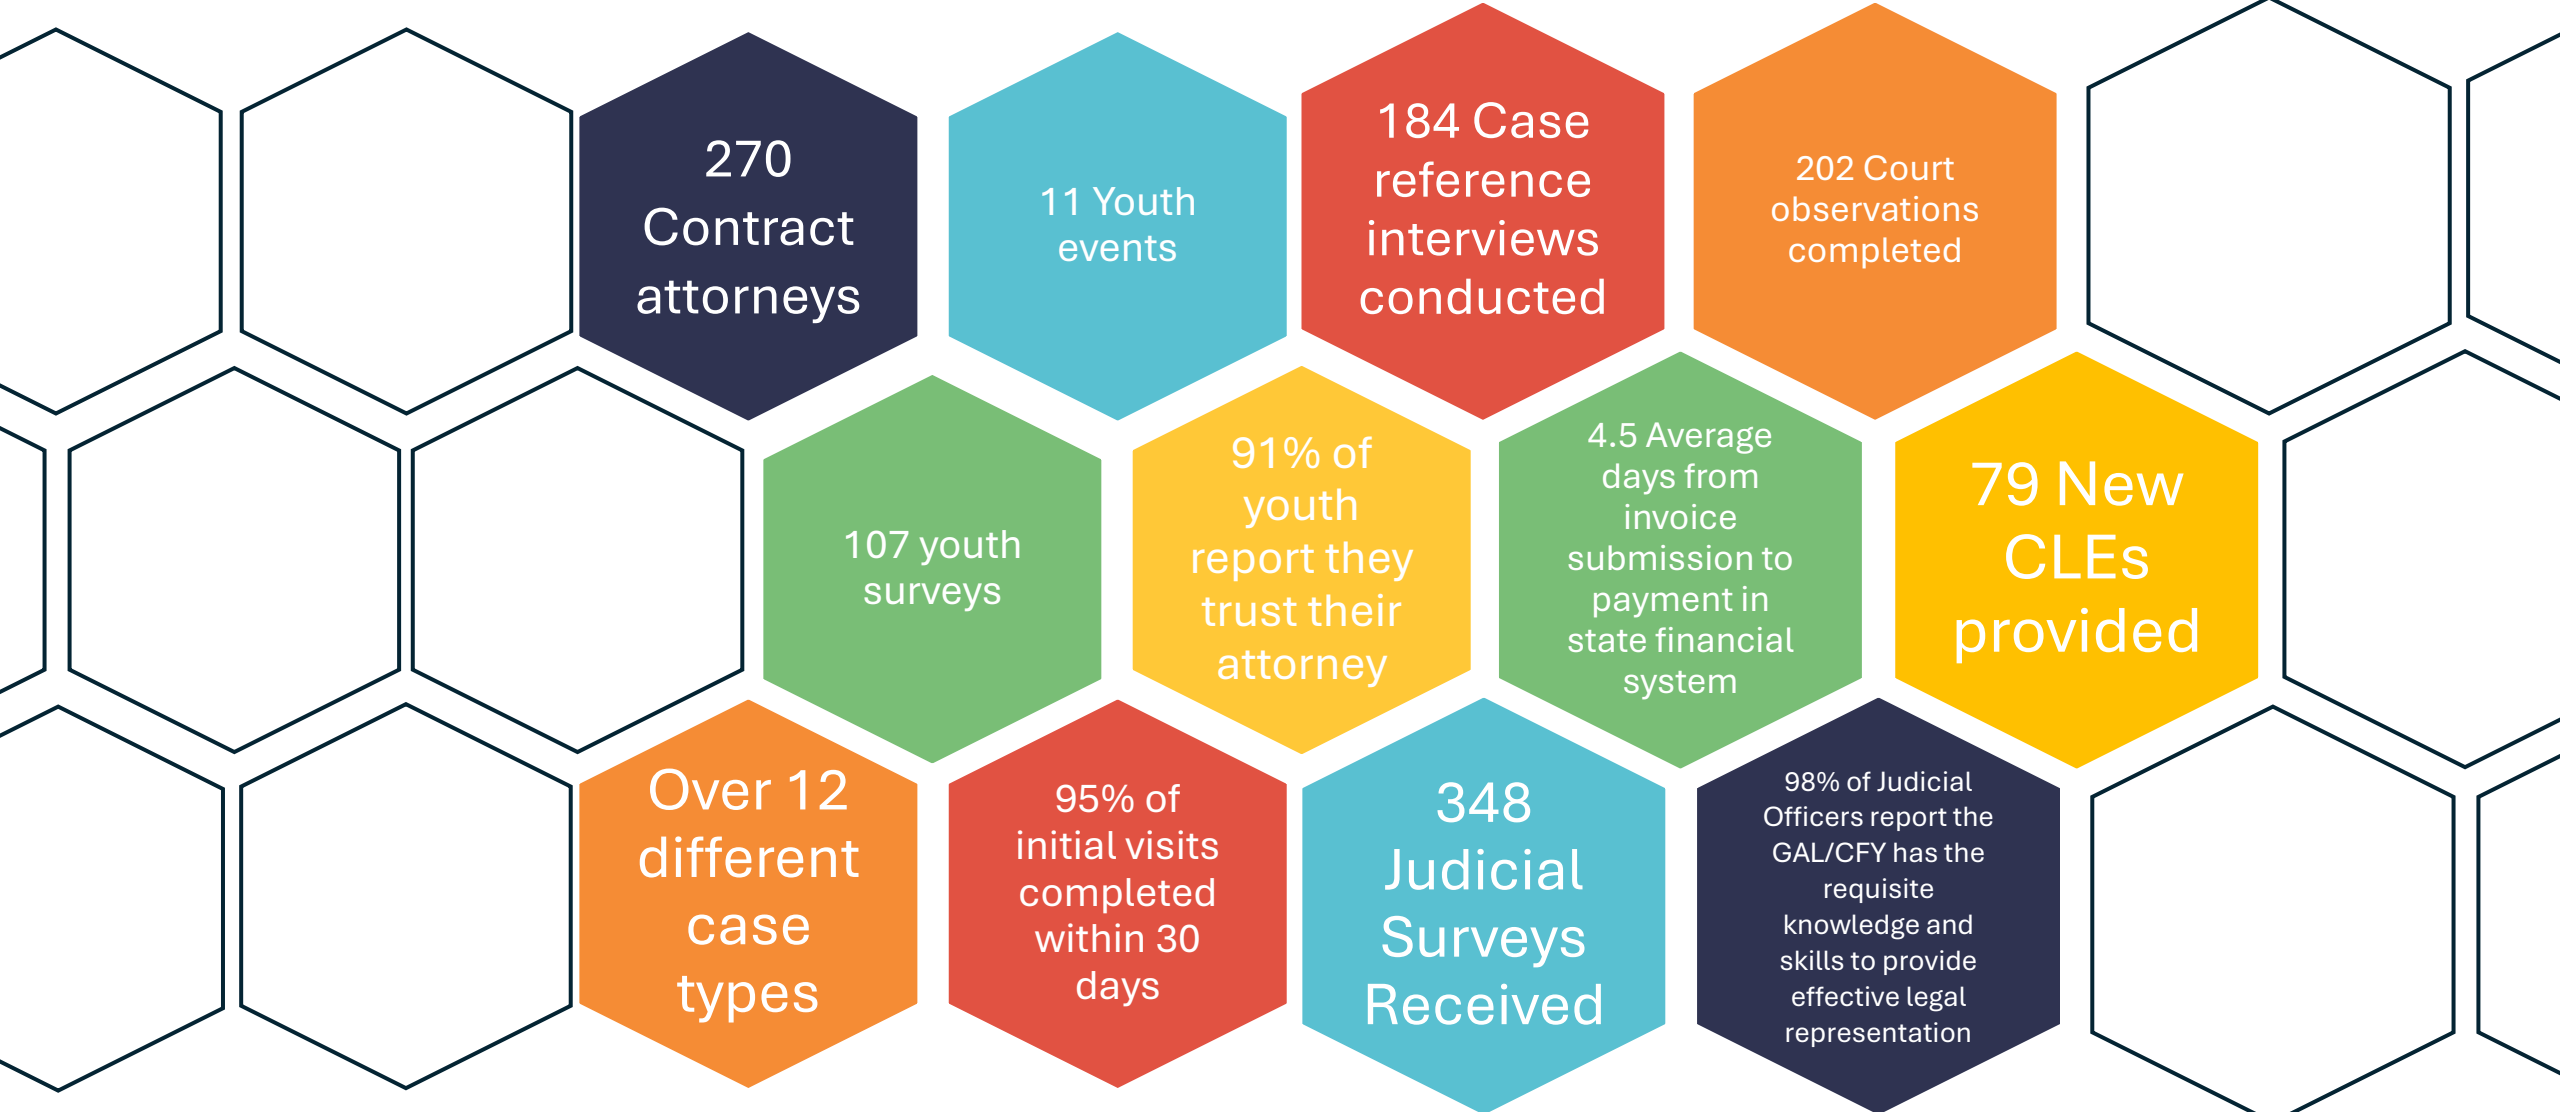 270
Contract
attorneys
11 Youth
events
184 Case
reference
interviews
conducted
202 Court
observations
completed
107 youth
surveys
91% of
youth
report they
trust their
attorney
4.5 Average
days from
invoice
submission to
payment in
state financial
system
79 New
CLEs
provided
Over 12
different
case
types
95% of
initial visits
completed
within 30
days
348
Judicial
Surveys
Received
98% of Judicial
Officers report the
GAL/CFY has the
requisite
knowledge and
skills to provide
effective legal
representation